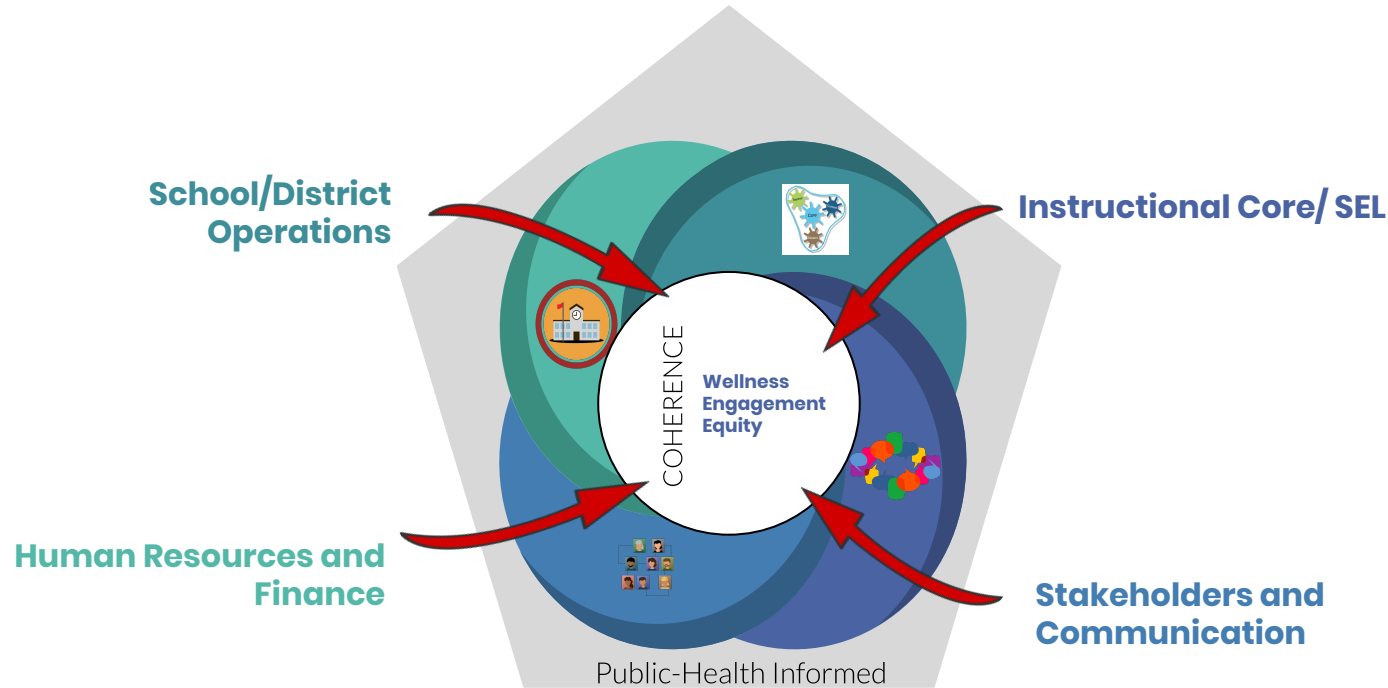 School/District
Operations
Instructional Core/ SEL
COHERENCE
Wellness
Engagement
Equity
Human Resources and
Finance
Stakeholders and
Communication
Public-Health Informed